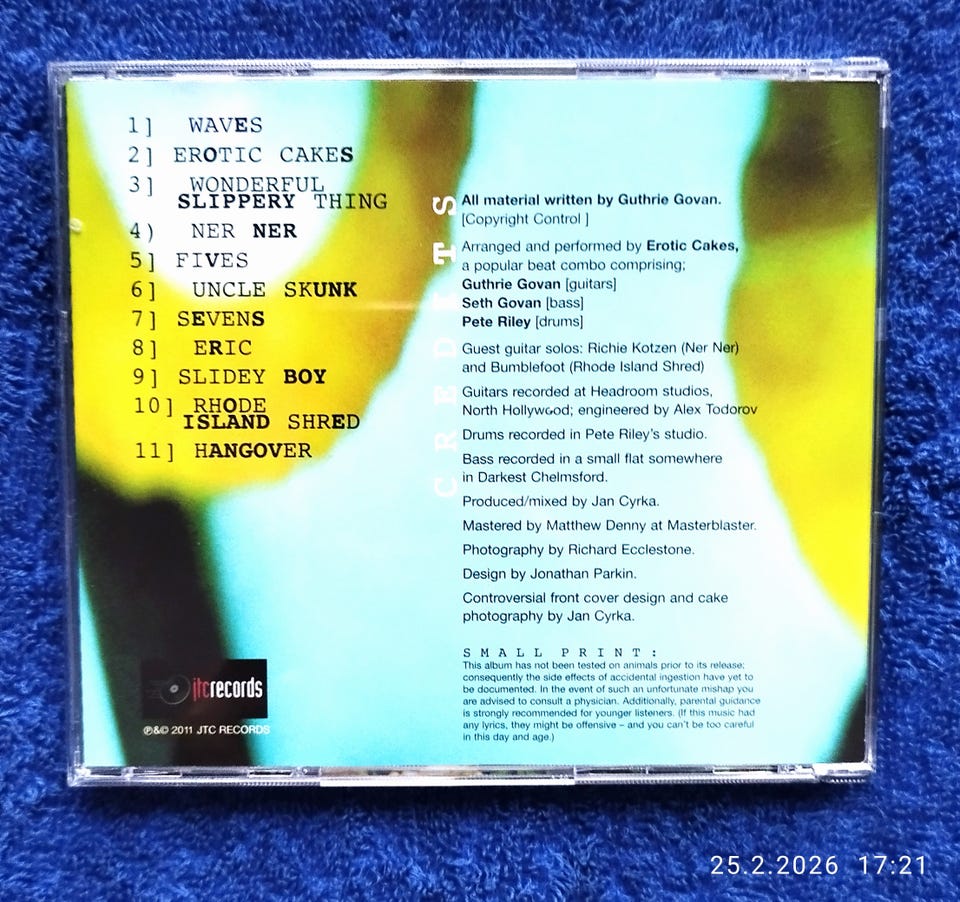 1] WAVES
2] EROTIC CAKES
3] WONDERFUL
SLIPPERY THING
4) NER NER
5] FIVES
6] UNCLE SKUNK
7] SEVENS
8] ERIC
9] SLIDEY BOY
10] RHODE
ISLAND SHRED
11] HANGOVER
jtcrecords
℗&© 2011 JTC RECORDS
CREDITS
All material written by Guthrie Govan.
[Copyright Control ]
Arranged and performed by Erotic Cakes,
a popular beat combo comprising;
Guthrie Govan [guitars]
Seth Govan [bass]
Pete Riley [drums]
Guest guitar solos: Richie Kotzen (Ner Ner)
and Bumblefoot (Rhode Island Shred)
Guitars recorded at Headroom studios,
North Hollywood; engineered by Alex Todorov
Drums recorded in Pete Riley's studio.
Bass recorded in a small flat somewhere
in Darkest Chelmsford.
Produced/mixed by Jan Cyrka.
Mastered by Matthew Denny at Masterblaster.
Photography by Richard Ecclestone.
Design by Jonathan Parkin.
Controversial front cover design and cake
photography by Jan Cyrka.
SMALL PRINT:
This album has not been tested on animals prior to its release;
consequently the side effects of accidental ingestion have yet to
be documented. In the event of such an unfortunate mishap you
are advised to consult a physician. Additionally, parental guidance
is strongly recommended for younger listeners. (If this music had
any lyrics, they might be offensive – and you can't be too careful
in this day and age.)
25.2.2026 17:21